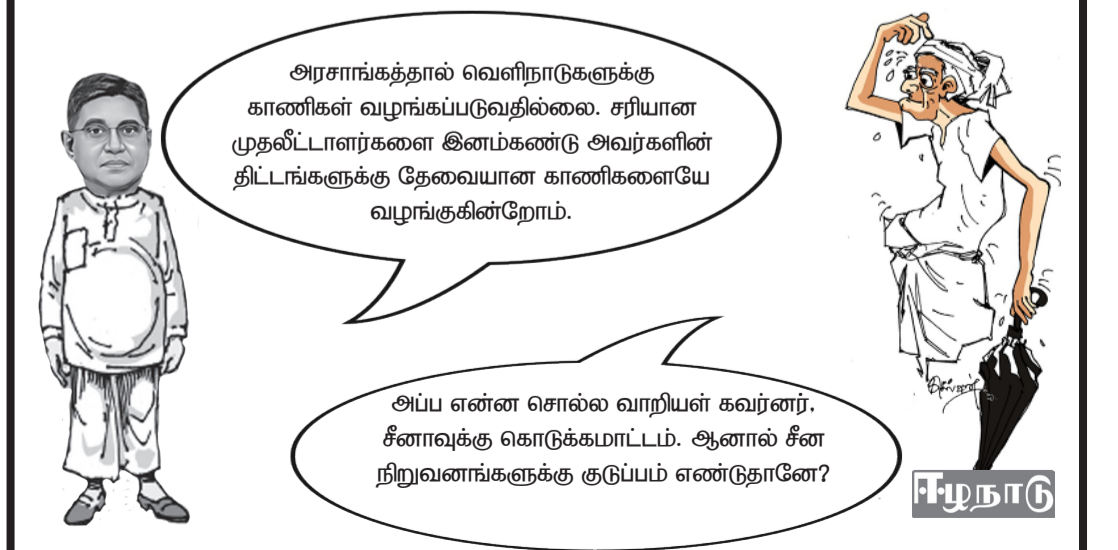 அரசாங்கத்தால் வெளிநாடுகளுக்கு
காணிகள் வழங்கப்படுவதில்லை. சரியான
முதலீட்டாளர்களை இனம்கண்டு அவர்களின்
திட்டங்களுக்கு தேவையான காணிகளையே
வழங்குகின்றோம்.
அப்ப என்ன சொல்ல வாறியள் கவர்னர்,
சீனாவுக்கு கொடுக்கமாட்டம். ஆனால் சீன
நிறுவனங்களுக்கு குடுப்பம் எண்டுதானே?
ஈழநாடு